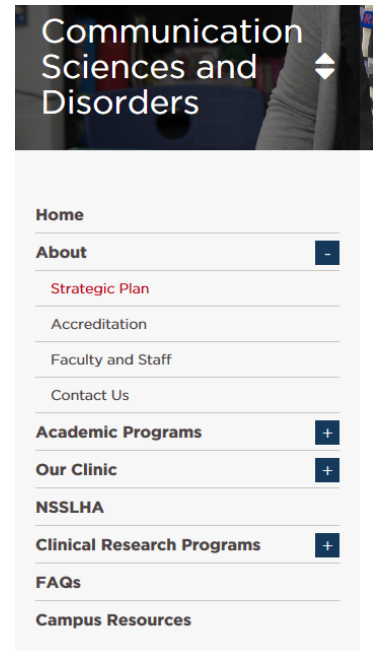 Communication
Sciences and
Disorders
Home
About
-
Strategic Plan
Accreditation
Faculty and Staff
Contact Us
Academic Programs
+
Our Clinic
+
NSSLHA
Clinical Research Programs
+
FAQs
Campus Resources